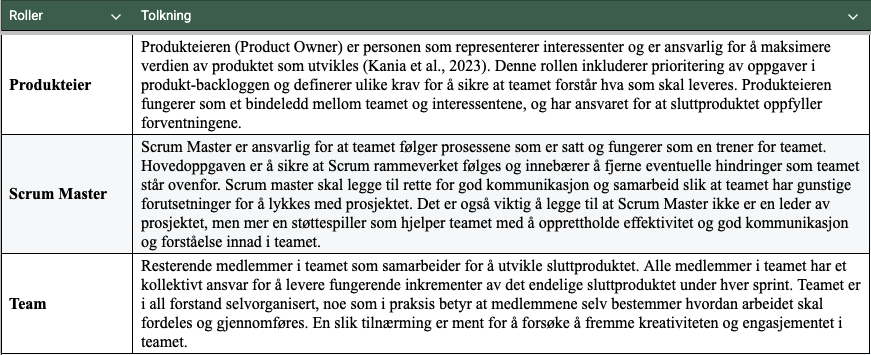 Roller
Tolkning
Produkteier
Produkteieren (Product Owner) er personen som representerer interessenter og er ansvarlig for å maksimere
verdien av produktet som utvikles (Kania et al., 2023). Denne rollen inkluderer prioritering av oppgaver i
produkt-backloggen og definerer ulike krav for å sikre at teamet forstår hva som skal leveres. Produkteieren
fungerer som et bindeledd mellom teamet og interessentene, og har ansvaret for at sluttproduktet oppfyller
forventningene.
Scrum Master
Scrum Master er ansvarlig for at teamet følger prosessene som er satt og fungerer som en trener for teamet.
Hovedoppgaven er å sikre at Scrum rammeverket følges og innebærer å fjerne eventuelle hindringer som teamet
står ovenfor. Scrum master skal legge til rette for god kommunikasjon og samarbeid slik at teamet har gunstige
forutsetninger for å lykkes med prosjektet. Det er også viktig å legge til at Scrum Master ikke er en leder av
prosjektet, men mer en støttespiller som hjelper teamet med å opprettholde effektivitet og god kommunikasjon
og forståelse innad i teamet.
Team
Resterende medlemmer i teamet som samarbeider for å utvikle sluttproduktet. Alle medlemmer i teamet har et
kollektivt ansvar for å levere fungerende inkrementer av det endelige sluttproduktet under hver sprint. Teamet er
i all forstand selvorganisert, noe som i praksis betyr at medlemmene selv bestemmer hvordan arbeidet skal
fordeles og gjennomføres. En slik tilnærming er ment for å forsøke å fremme kreativiteten og engasjementet i
teamet.